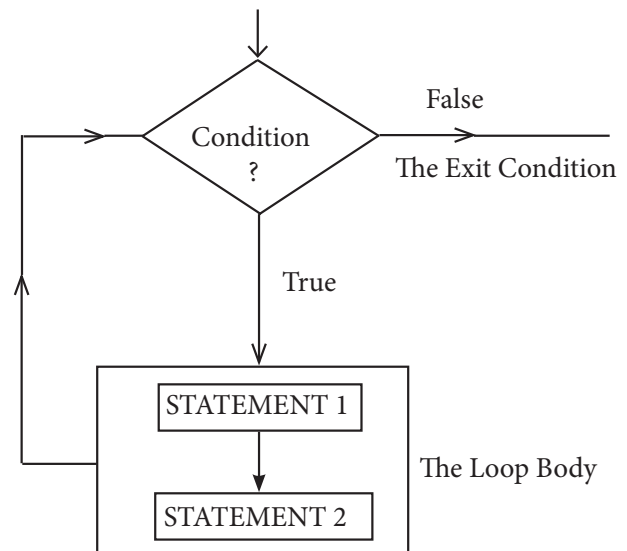 False
Condition
?
The Exit Condition
True
STATEMENT 1
The Loop Body
STATEMENT 2